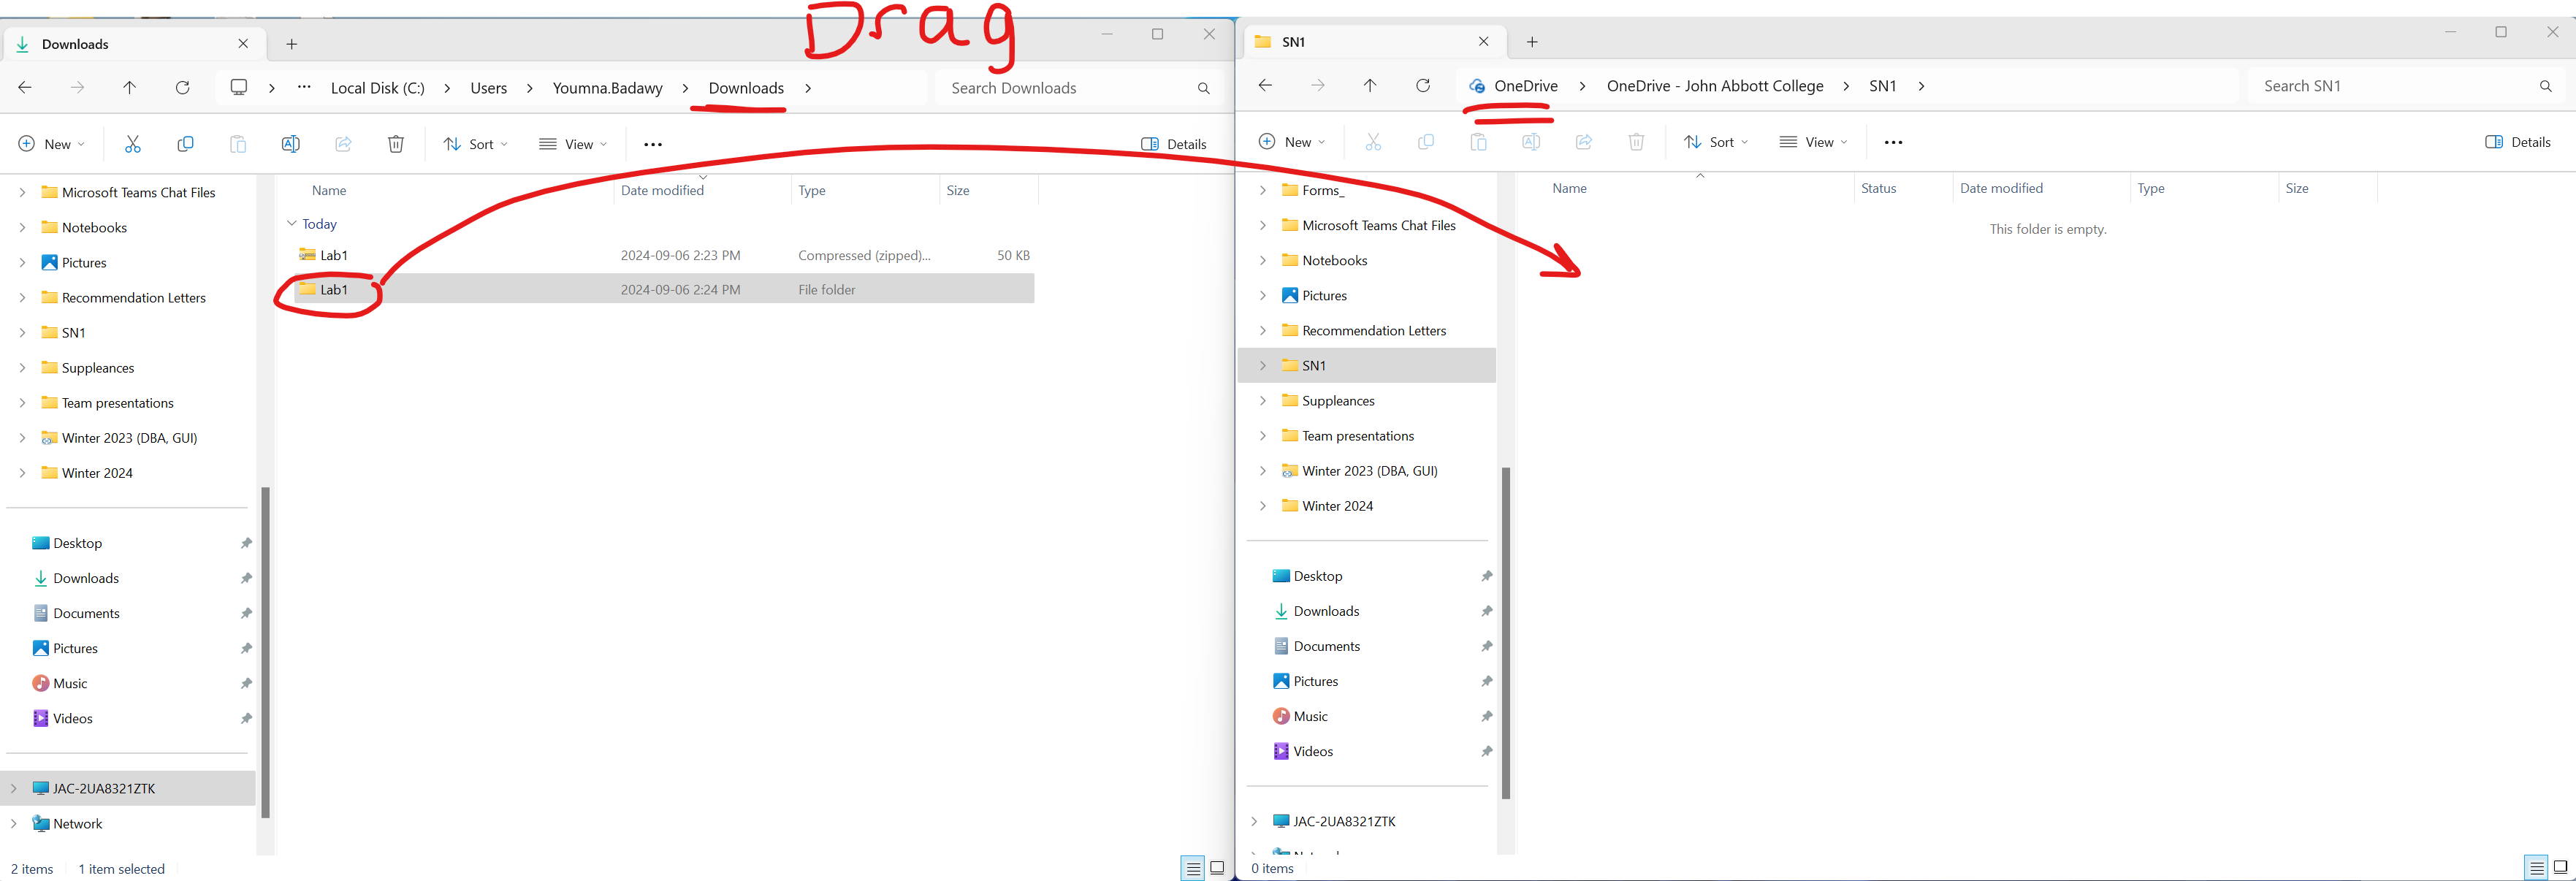 Drag
Downloads
Local Disk (C:) Users Youmna.Badawy Downloads
Search Downloads
New Sort View Details
Microsoft Teams Chat Files
Notebooks
Pictures
Recommendation Letters
SN1
Suppleances
Team presentations
Winter 2023 (DBA, GUI)
Winter 2024
Desktop
Downloads
Documents
Pictures
Music
Videos
JAC-2UA8321ZTK
Network
Name Date modified Type Size
Today
Lab1 2024-09-06 2:23 PM Compressed (zipped)... 50 KB
Lab1 2024-09-06 2:24 PM File folder
2 items 1 item selected
SN1
OneDrive OneDrive - John Abbott College SN1
Search SN1
New Sort View Details
Forms_
Microsoft Teams Chat Files
Notebooks
Pictures
Recommendation Letters
SN1
Suppleances
Team presentations
Winter 2023 (DBA, GUI)
Winter 2024
Desktop
Downloads
Documents
Pictures
Music
Videos
JAC-2UA8321ZTK
Name Status Date modified Type Size
This folder is empty.
0 items